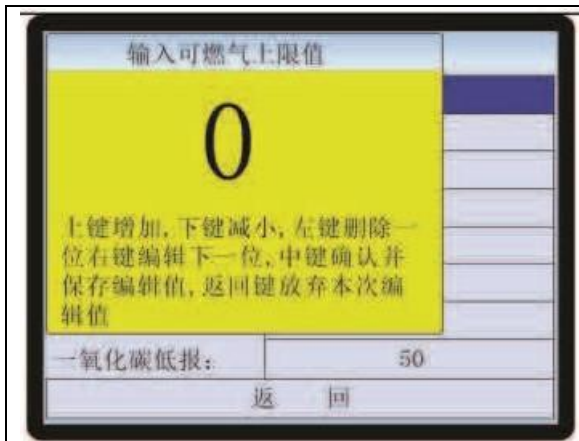 输入可燃气上限值
0
上键增加,下键减小,左键删除一
位右键编辑下一位,中键确认并
保存编辑值,返回键放弃本次编
辑值
一氧化碳低报: 50
返 回